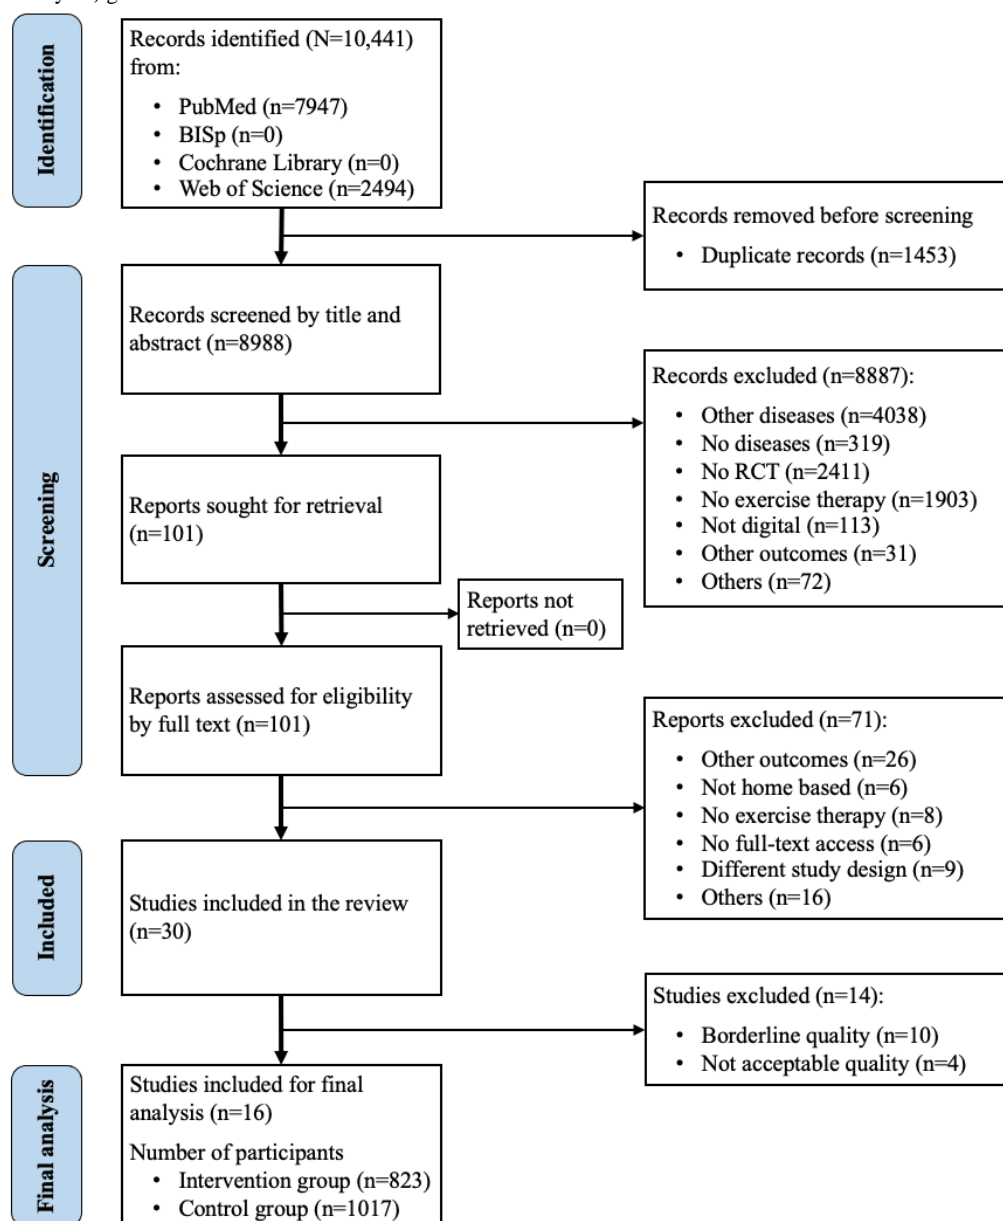 Identification
Records identified (N=10,441)
from:
• PubMed (n=7947)
• BISp (n=0)
• Cochrane Library (n=0)
• Web of Science (n=2494)
Records removed before screening
• Duplicate records (n=1453)
Screening
Records screened by title and
abstract (n=8988)
Records excluded (n=8887):
• Other diseases (n=4038)
• No diseases (n=319)
• No RCT (n=2411)
• No exercise therapy (n=1903)
• Not digital (n=113)
• Other outcomes (n=31)
• Others (n=72)
Reports sought for retrieval
(n=101)
Reports not
retrieved (n=0)
Reports assessed for eligibility
by full text (n=101)
Reports excluded (n=71):
• Other outcomes (n=26)
• Not home based (n=6)
• No exercise therapy (n=8)
• No full-text access (n=6)
• Different study design (n=9)
• Others (n=16)
Included
Studies included in the review
(n=30)
Studies excluded (n=14):
• Borderline quality (n=10)
• Not acceptable quality (n=4)
Final analysis
Studies included for final
analysis (n=16)
Number of participants
• Intervention group (n=823)
• Control group (n=1017)